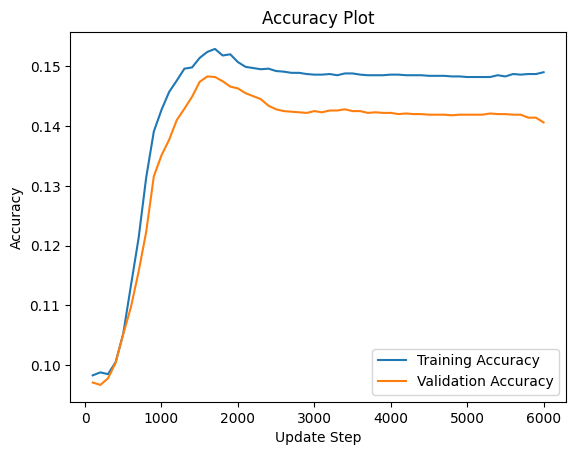 Accuracy Plot
Accuracy
0.15
0.14
0.13
0.12
0.11
0.10
Training Accuracy
Validation Accuracy
0 1000 2000 3000 4000 5000 6000
Update Step